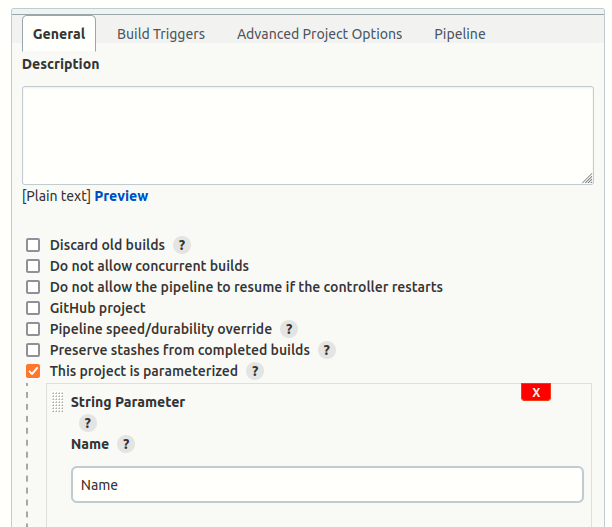 General Build Triggers Advanced Project Options Pipeline
Description
[Plain text] Preview
Discard old builds ?
Do not allow concurrent builds
Do not allow the pipeline to resume if the controller restarts
GitHub project
Pipeline speed/durability override ?
Preserve stashes from completed builds ?
This project is parameterized ?
String Parameter X
?
Name ?
Name